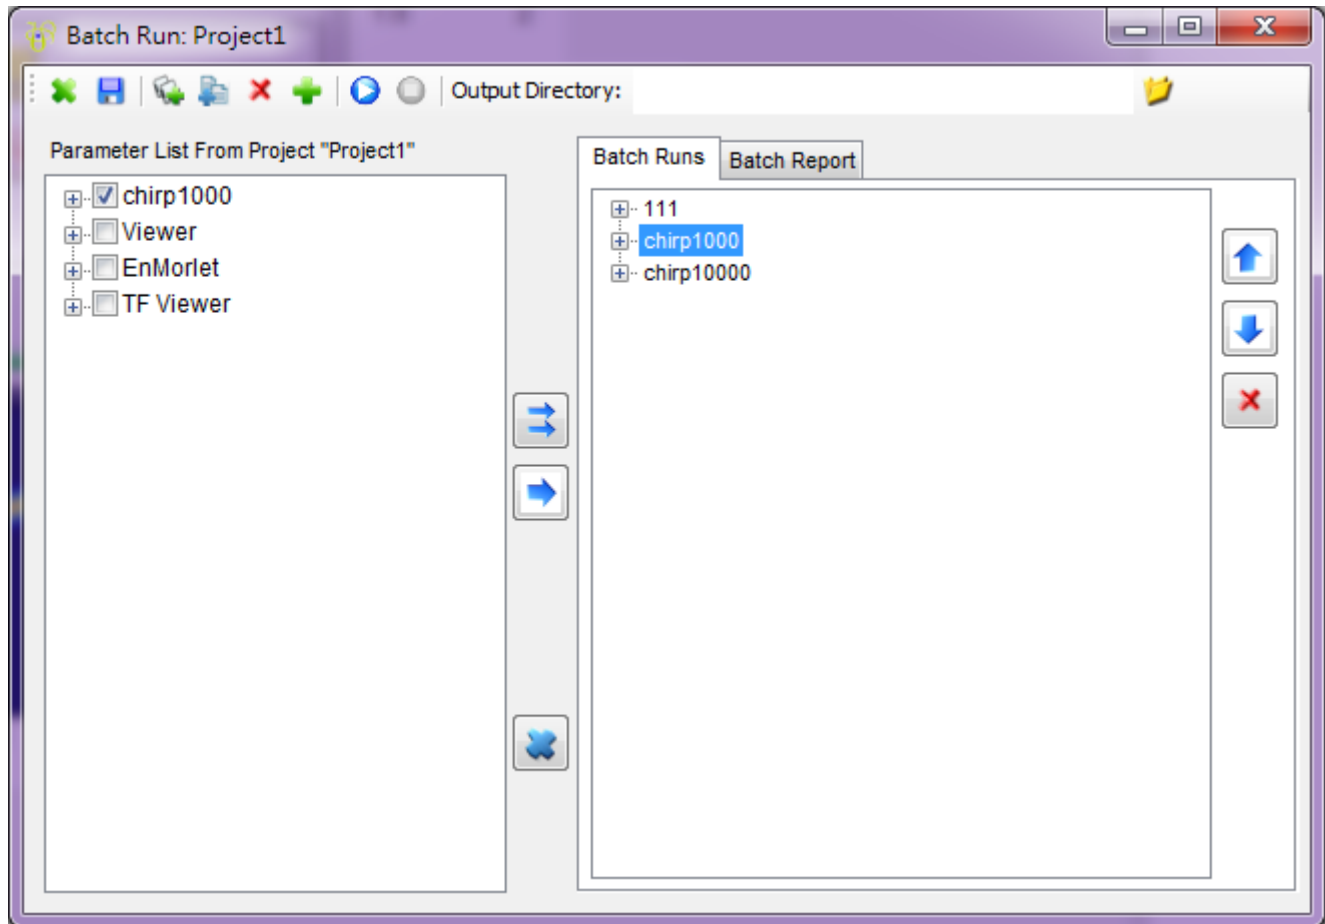 Batch Run: Project1
Output Directory:
Parameter List From Project "Project1"
chirp1000
Viewer
EnMorlet
TF Viewer
Batch Runs
Batch Report
111
chirp1000
chirp10000